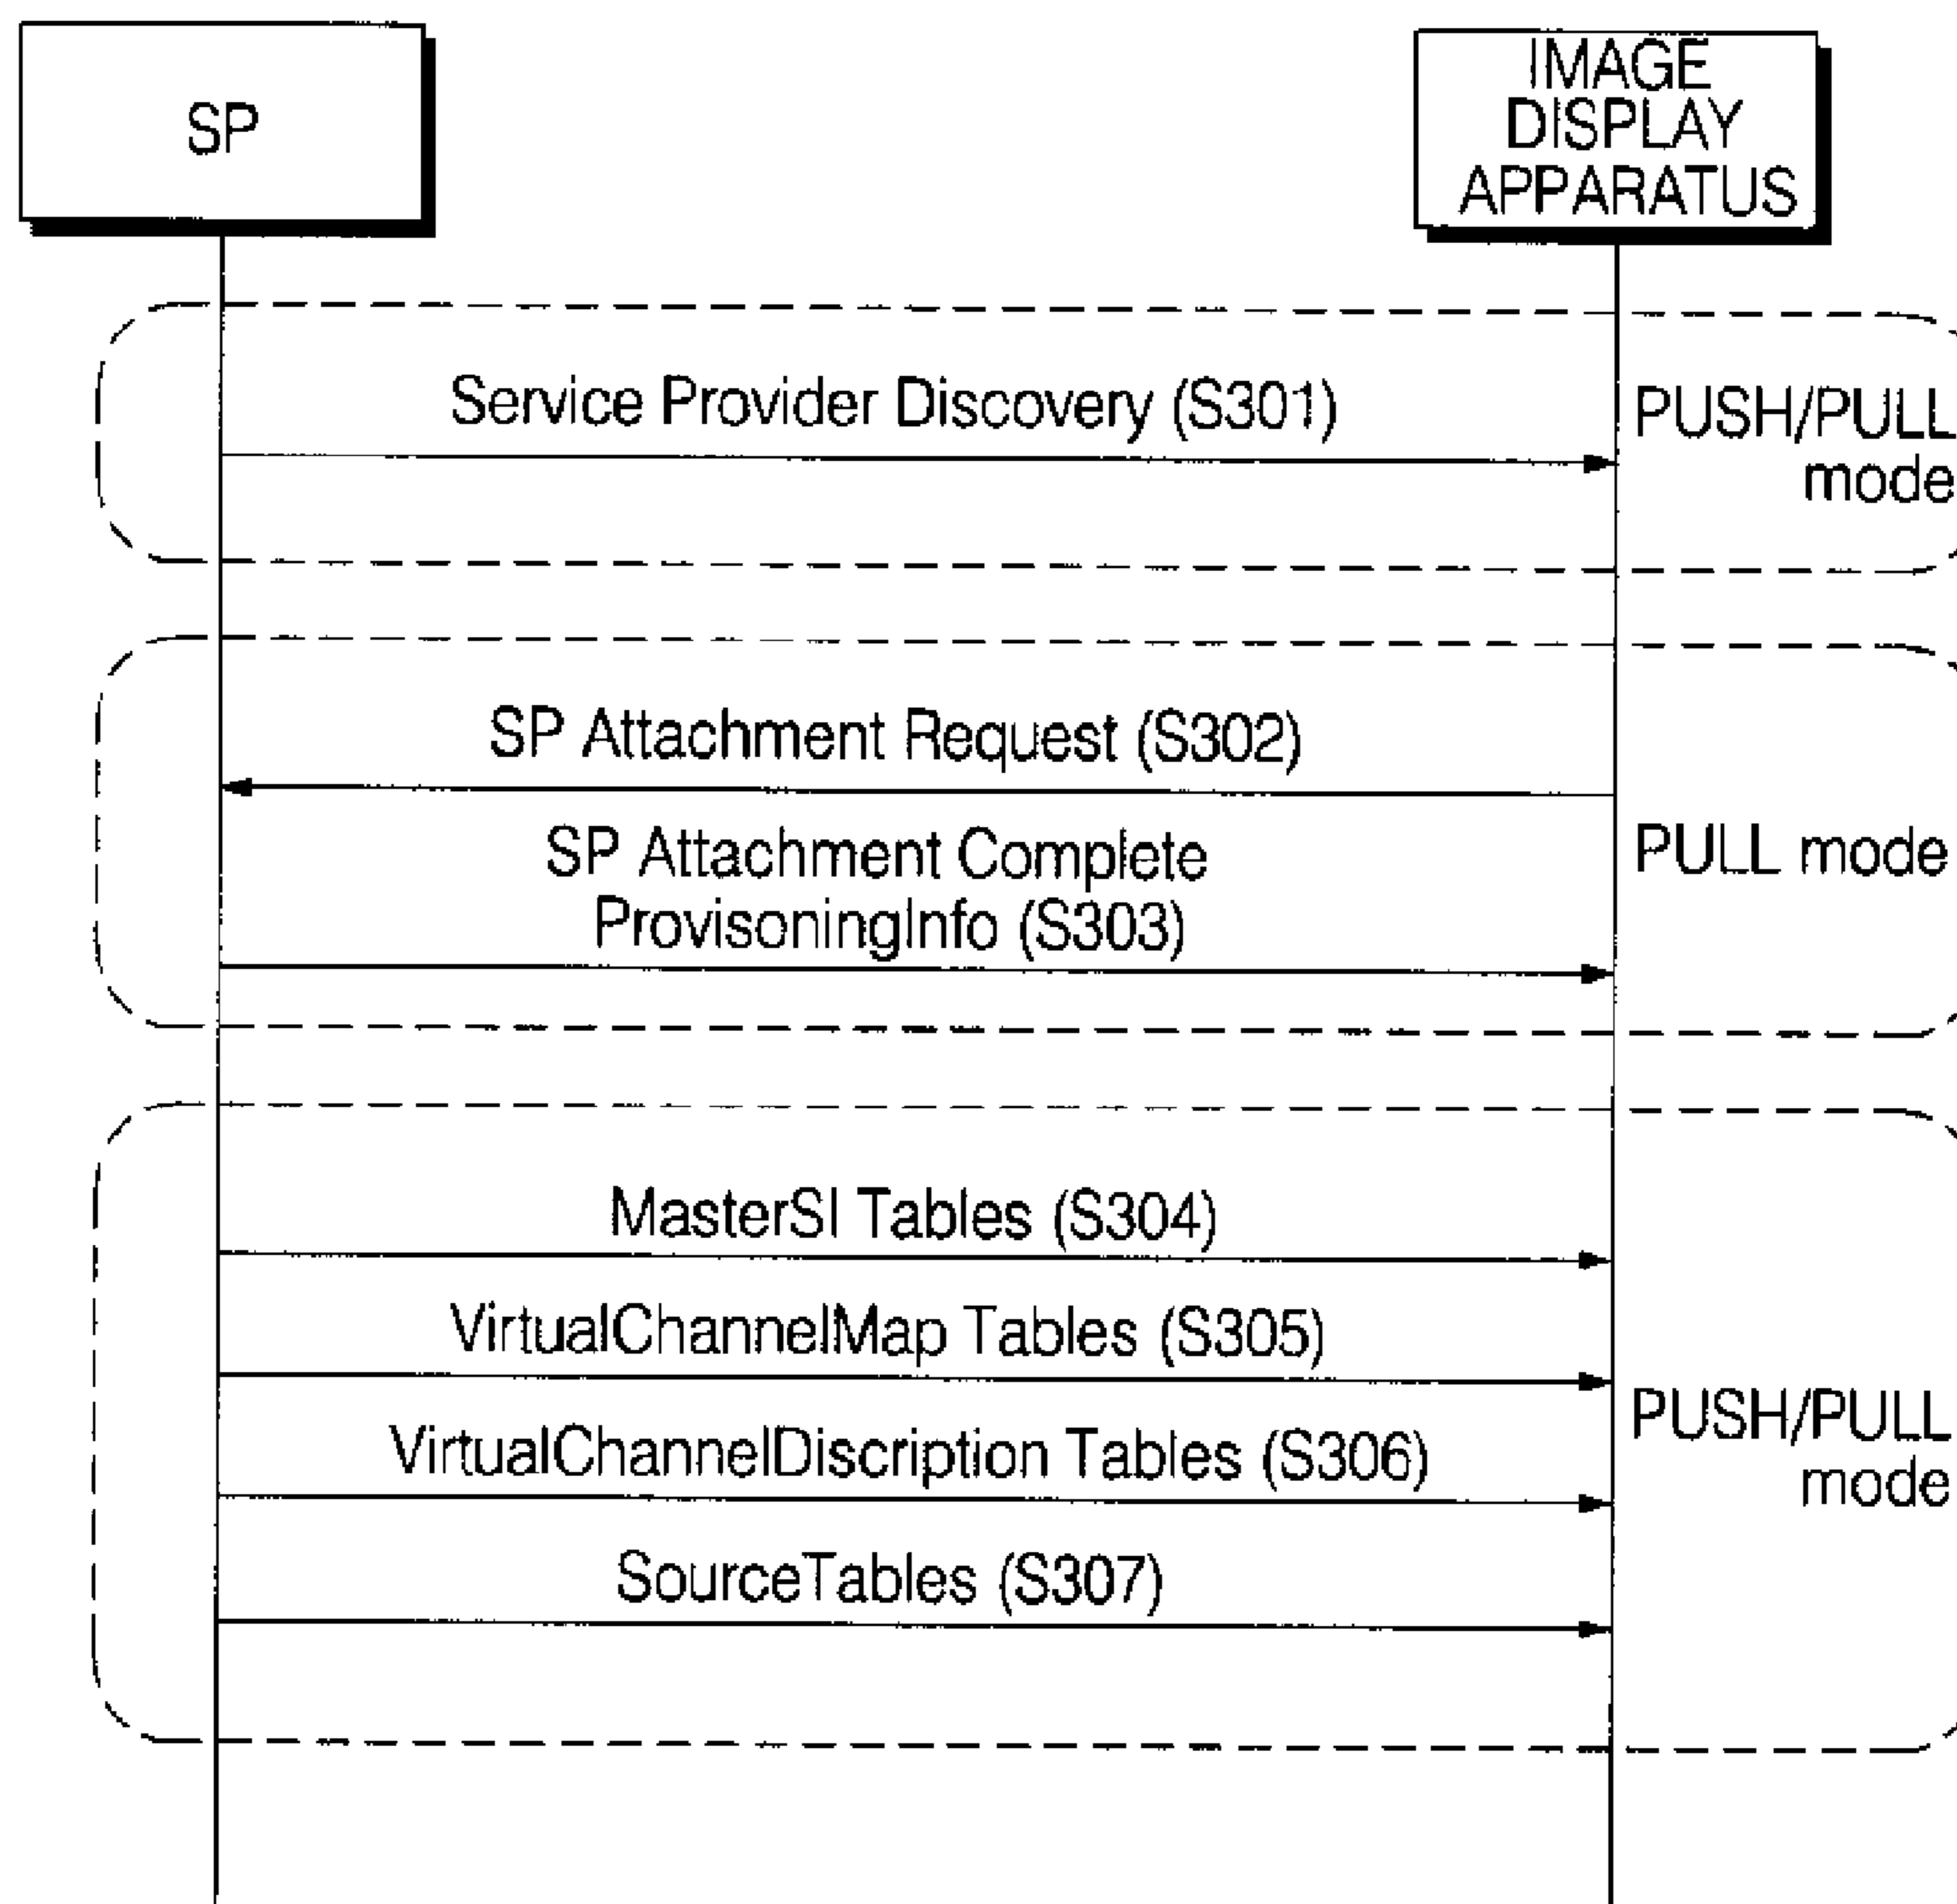 SP
IMAGE
DISPLAY
APPARATUS
Service Provider Discovery (S301)
PUSH/PULL
mode
SP Attachment Request (S302)
SP Attachment Complete
ProvisoningInfo (S303)
PULL mode
MasterSI Tables (S304)
VirtualChannelMap Tables (S305)
VirtualChannelDiscription Tables (S306)
PUSH/PULL
mode
SourceTables (S307)